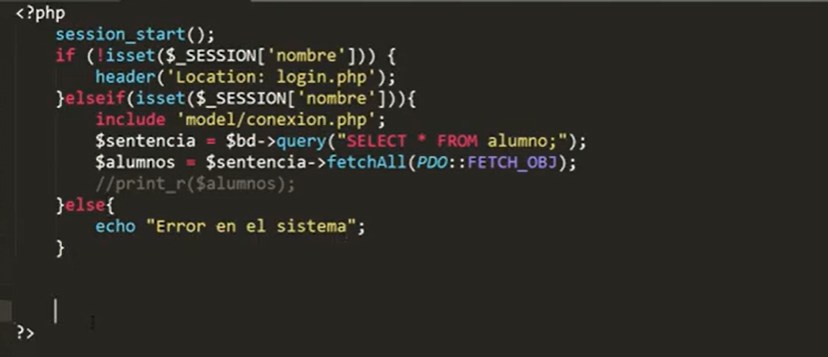 <?php
session_start();
if (!isset($_SESSION['nombre'])) {
header('Location: login.php');
}elseif(isset($_SESSION['nombre'])){
include 'model/conexion.php';
$sentencia = $bd->query("SELECT * FROM alumno;");
$alumnos = $sentencia->fetchAll(PDO::FETCH_OBJ);
//print_r($alumnos);
}else{
echo "Error en el sistema";
}
?>